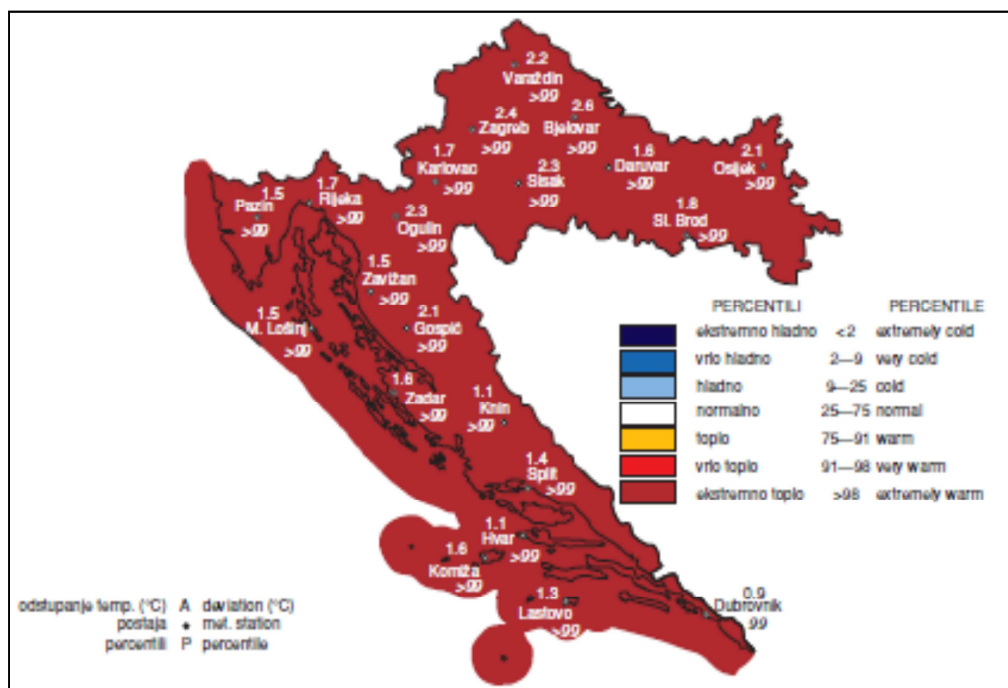 2.2
Varaždin
>99
2.4
Zagreb
>99
2.6
Bjelovar
>99
1.7
Karlovac
>99
2.3
Sisak
>99
1.6
Daruvar
>99
2.1
Osijek
>99
1.5
Pazin
>99
1.7
Rijeka
>99
2.3
Ogulin
>99
1.8
Sl. Brod
>99
1.5
Zavižan
>99
1.5
M. Lošinj
>99
2.1
Gospić
>99
1.6
Zadar
>99
1.1
Knin
>99
1.4
Split
>99
1.1
Hvar
>99
1.6
Komiža
>99
1.3
Lastovo
>99
0.9
Dubrovnik
99
PERCENTILI PERCENTILE
ekstremno hladno <2 extremely cold
vrlo hladno 2—9 very cold
hladno 9—25 cold
normalno 25—75 normal
toplo 75—91 warm
vrlo toplo 91—98 very warm
ekstremno toplo >98 extremely warm
odstupanje temp. (°C) A deviation (°C)
postaja • met. station
percentili P percentile